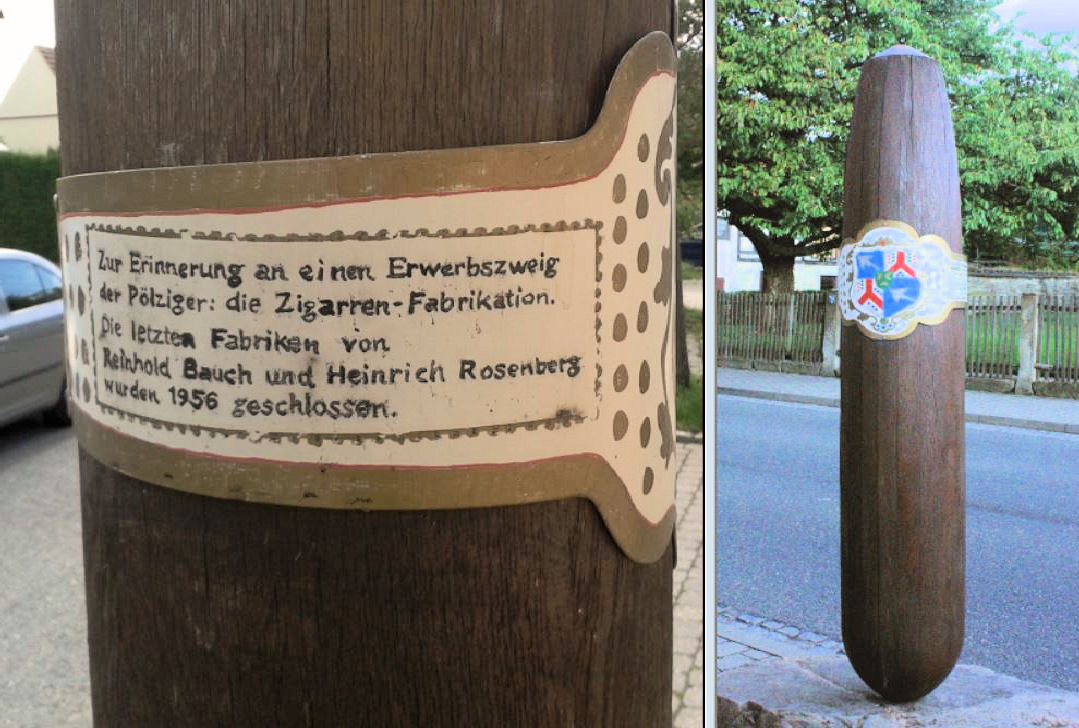 Zur Erinnerung an einen Erwerbszweig
der Pölziger: die Zigarren-Fabrikation.
Die letzten Fabriken von
Reinhold Bauch und Heinrich Rosenberg
wurden 1956 geschlossen.